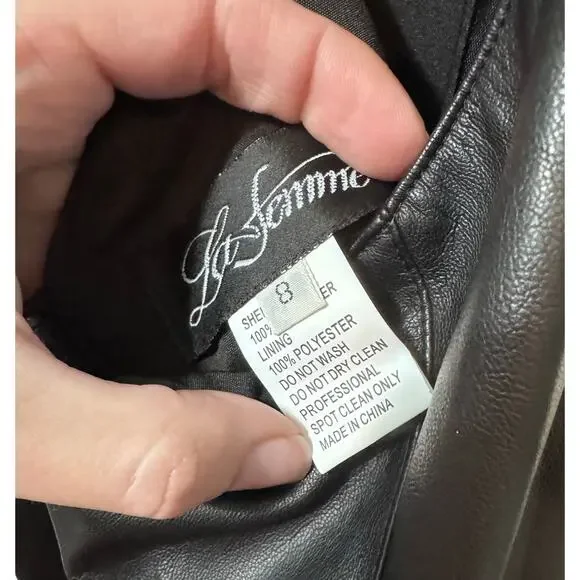 La Femme
8
SHE ER
100%
LINING
100% POLYESTER
DO NOT WASH
DO NOT DRY CLEAN
PROFESSIONAL
SPOT CLEAN ONLY
MADE IN CHINA